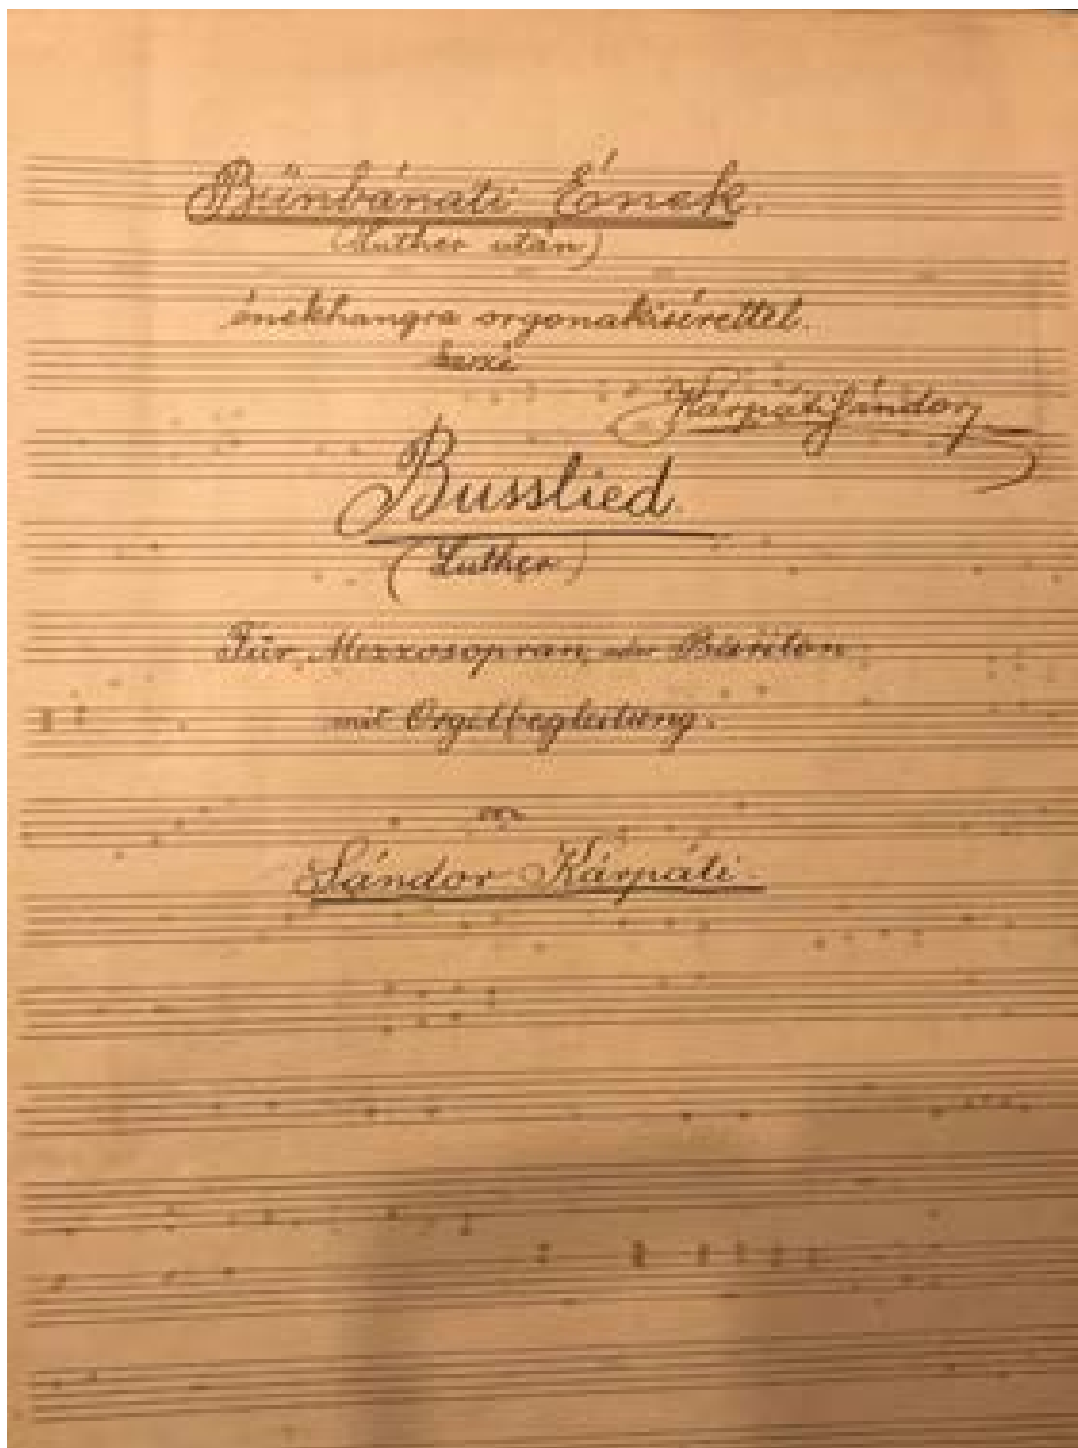 Bűnbánati Ének.
(Luther után)
énekhangra orgonakísérettel.
Kárpáti Sándor
Busslied.
(Luther)
Für Mezzosopran, oder Bariton
mit Orgelbegleitung.
von
Sándor Kárpáti.